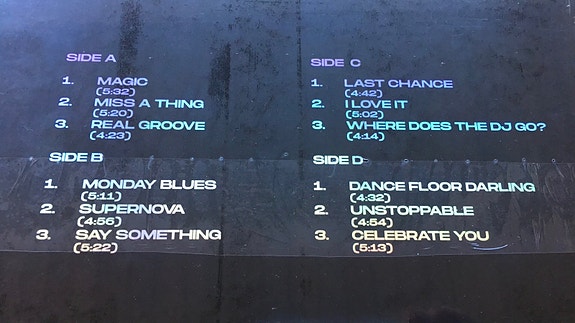 SIDE A
1. MAGIC
(5:32)
2. MISS A THING
(5:20)
3. REAL GROOVE
(4:23)
SIDE B
1. MONDAY BLUES
(5:11)
2. SUPERNOVA
(4:56)
3. SAY SOMETHING
(5:22)
SIDE C
1. LAST CHANCE
(4:42)
2. I LOVE IT
(5:02)
3. WHERE DOES THE DJ GO?
(4:14)
SIDE D
1. DANCE FLOOR DARLING
(4:32)
2. UNSTOPPABLE
(4:54)
3. CELEBRATE YOU
(5:13)